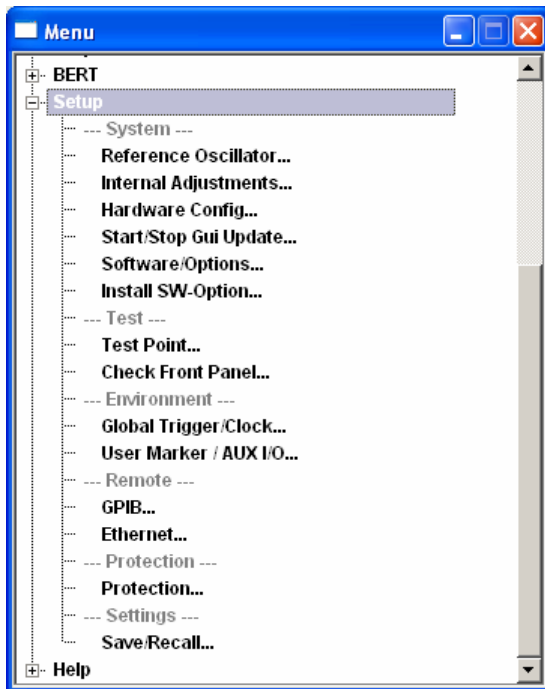 Menu
BERT
Setup
--- System ---
Reference Oscillator...
Internal Adjustments...
Hardware Config...
Start/Stop Gui Update...
Software/Options...
Install SW-Option...
--- Test ---
Test Point...
Check Front Panel...
--- Environment ---
Global Trigger/Clock...
User Marker / AUX I/O...
--- Remote ---
GPIB...
Ethernet...
--- Protection ---
Protection...
--- Settings ---
Save/Recall...
Help